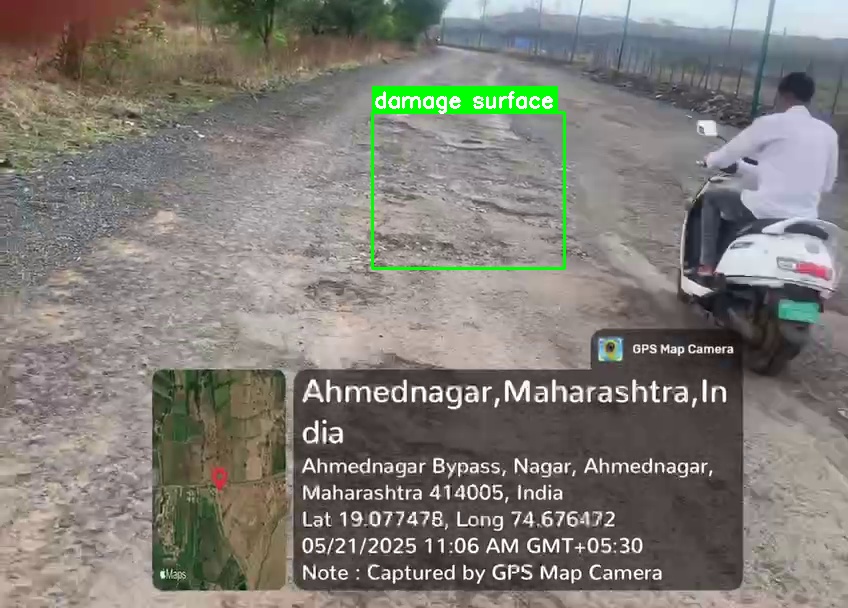 damage surface
GPS Map Camera
Ahmednagar,Maharashtra,In
dia
Ahmednagar Bypass, Nagar, Ahmednagar,
Maharashtra 414005, India
Lat 19.077478, Long 74.676472
05/21/2025 11:06 AM GMT+05:30
Note : Captured by GPS Map Camera
Maps